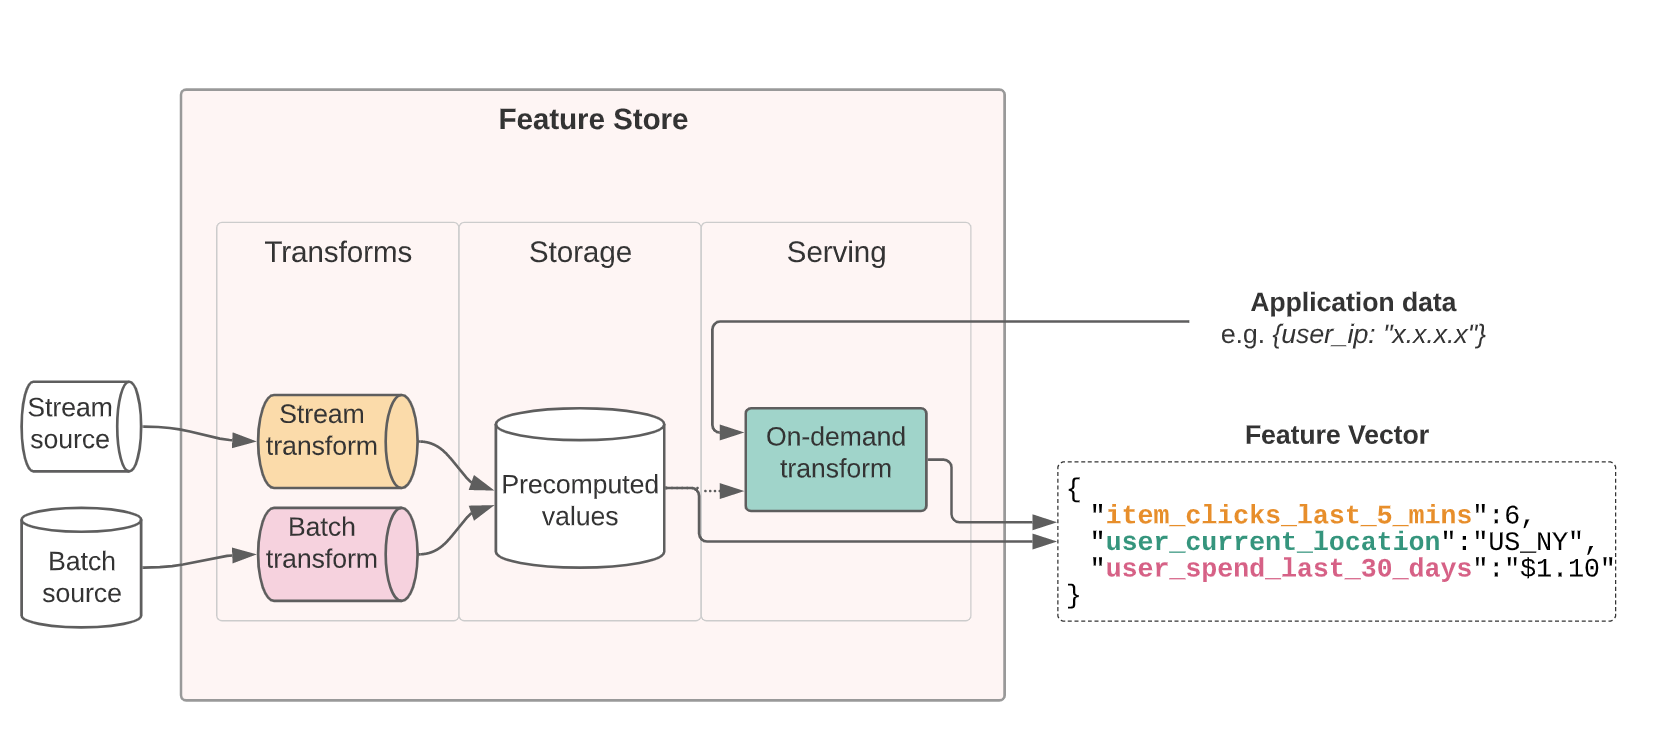 Feature Store
Transforms
Storage
Serving
Application data
e.g. {user_ip: "x.x.x.x"}
Stream
source
Stream
transform
Batch
source
Batch
transform
Precomputed
values
On-demand
transform
Feature Vector
{
"item_clicks_last_5_mins":6,
"user_current_location":"US_NY",
"user_spend_last_30_days":"$1.10"
}